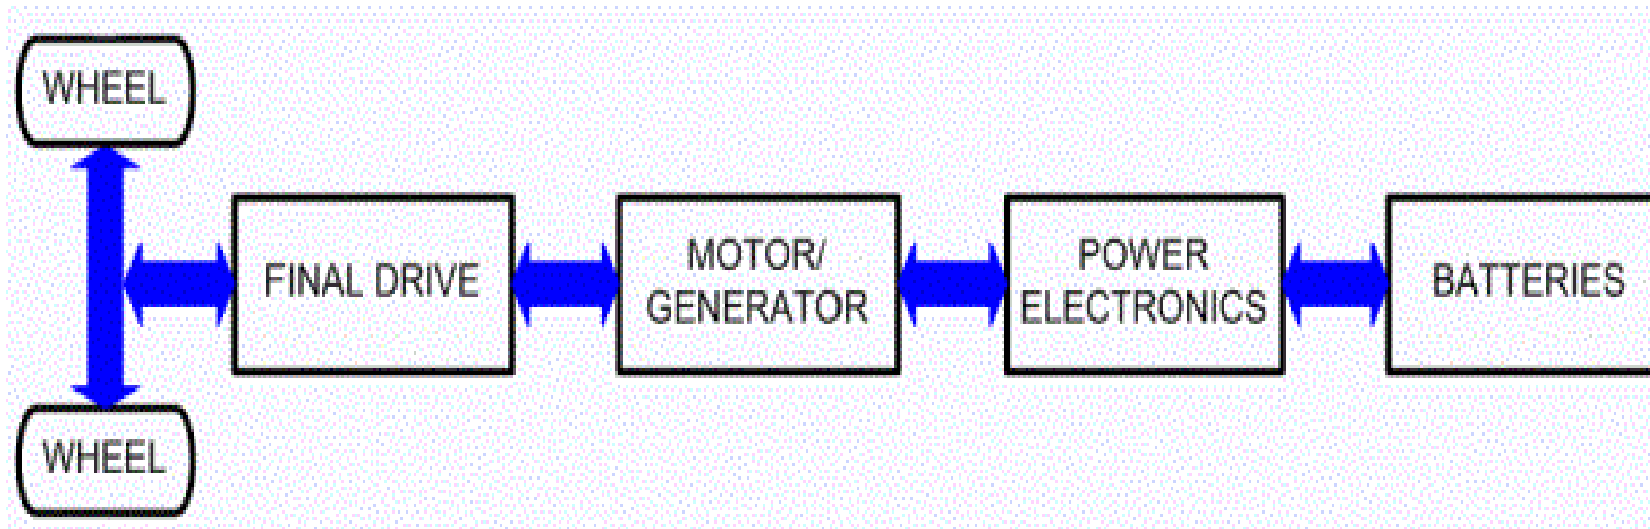 WHEEL
FINAL DRIVE
MOTOR/
GENERATOR
POWER
ELECTRONICS
BATTERIES
WHEEL